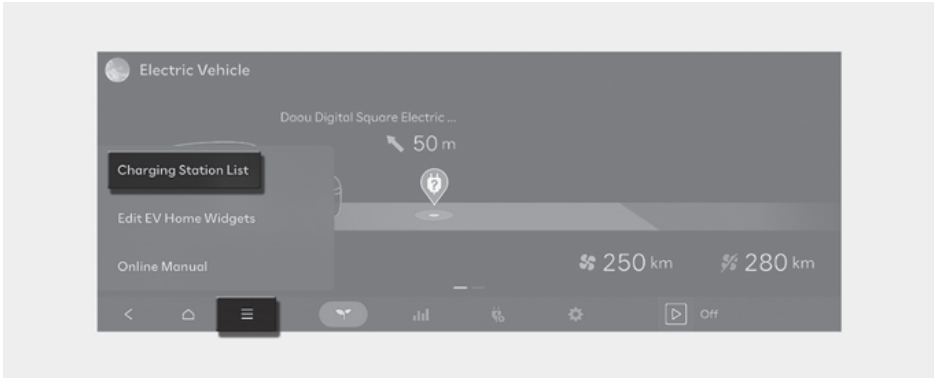 Electric Vehicle
Daou Digital Square Electric ...
50 m
Charging Station List
Edit EV Home Widgets
Online Manual
250 km 280 km
Off